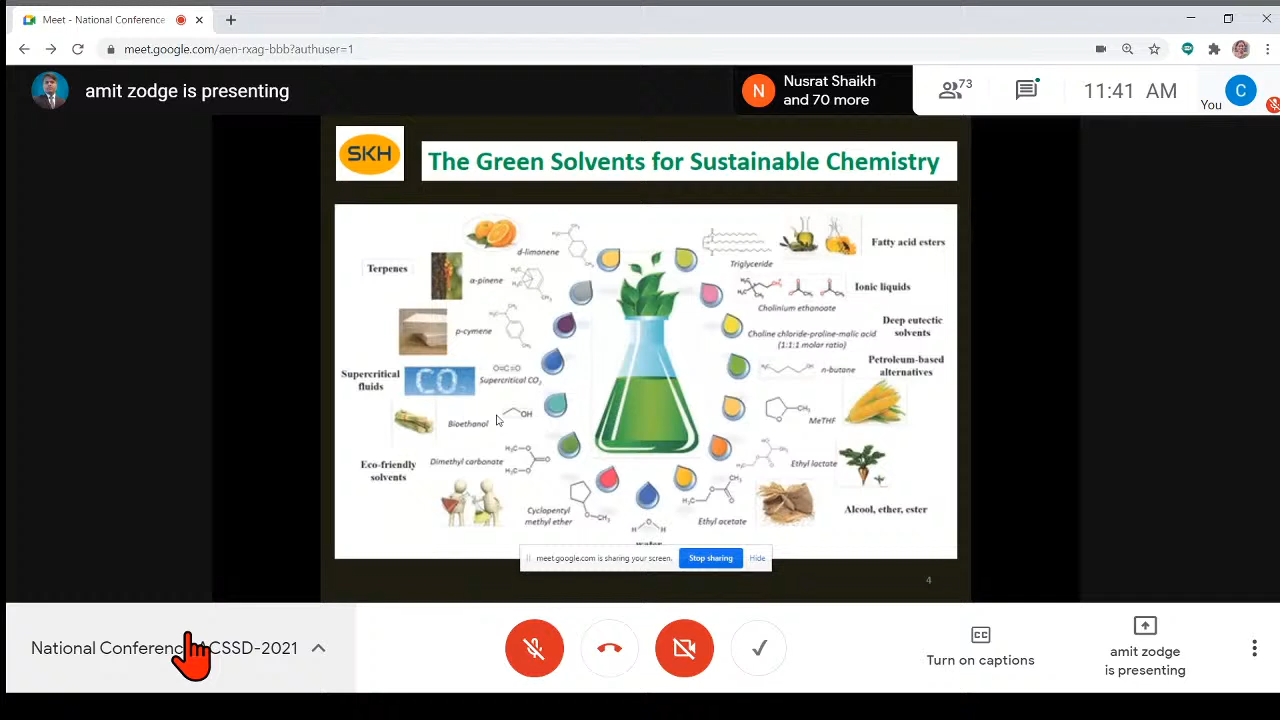 Meet - National Conference
meet.google.com/aen-rxag-bbb?authuser=1
amit zodge is presenting
N
Nusrat Shaikh
and 70 more
73
11:41 AM
You
C
SKH
The Green Solvents for Sustainable Chemistry
d-limonene
Terpenes
α-pinene
p-cymene
Supercritical
fluids
CO₂
O=C=O
Supercritical CO₂
OH
Bioethanol
Eco-friendly
solvents
Dimethyl carbonate
Cyclopentyl
methyl ether
H H
water
Triglyceride
Fatty acid esters
Ionic liquids
Cholinium ethanoate
Deep eutectic
solvents
Choline chloride-proline-malic acid
(1:1:1 molar ratio)
Petroleum-based
alternatives
n-butane
MeTHF
Ethyl lactate
Ethyl acetate
Alcool, ether, ester
meet.google.com is sharing your screen.
Stop sharing
Hide
4
National Conference
ACSSD-2021
CC
Turn on captions
amit zodge
is presenting